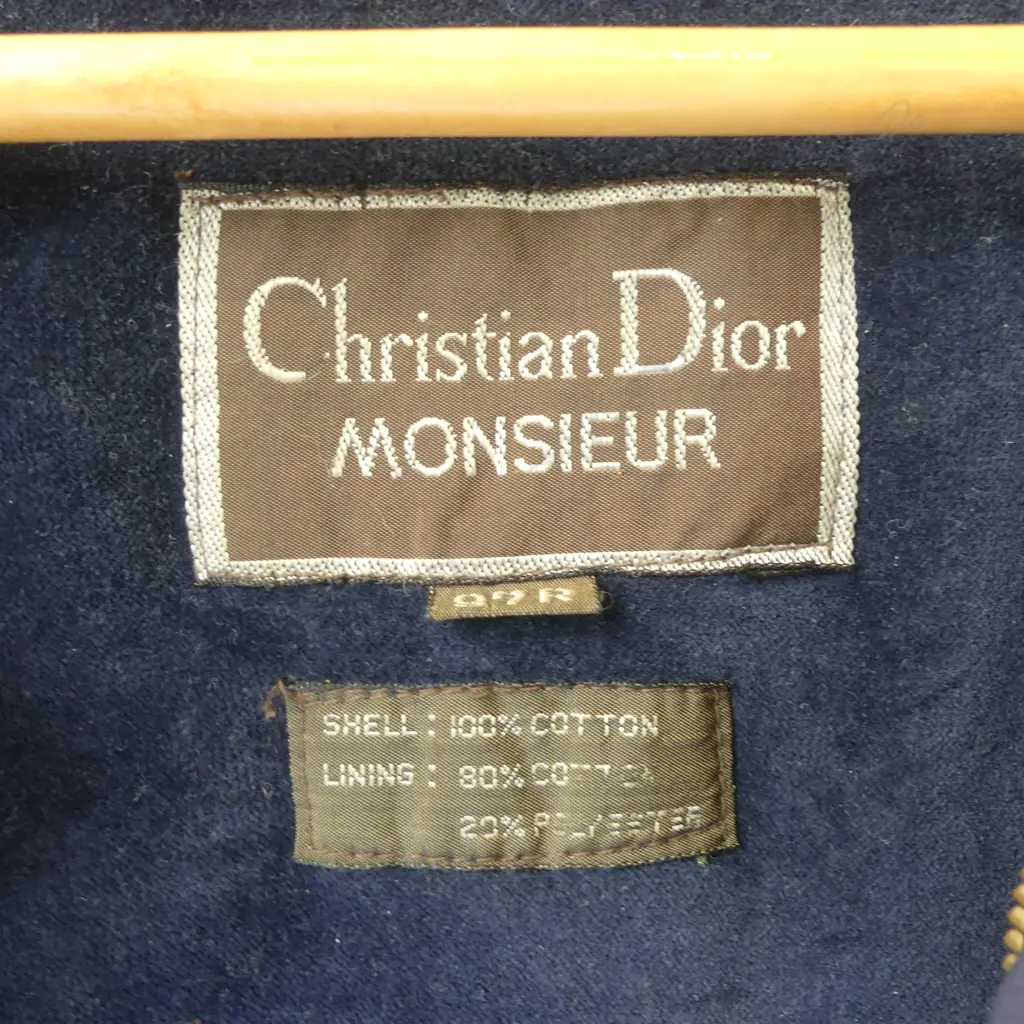 Christian Dior
MONSIEUR
SHELL : 100% COTTON
LINING : 80% COTTON
20% POLYESTER